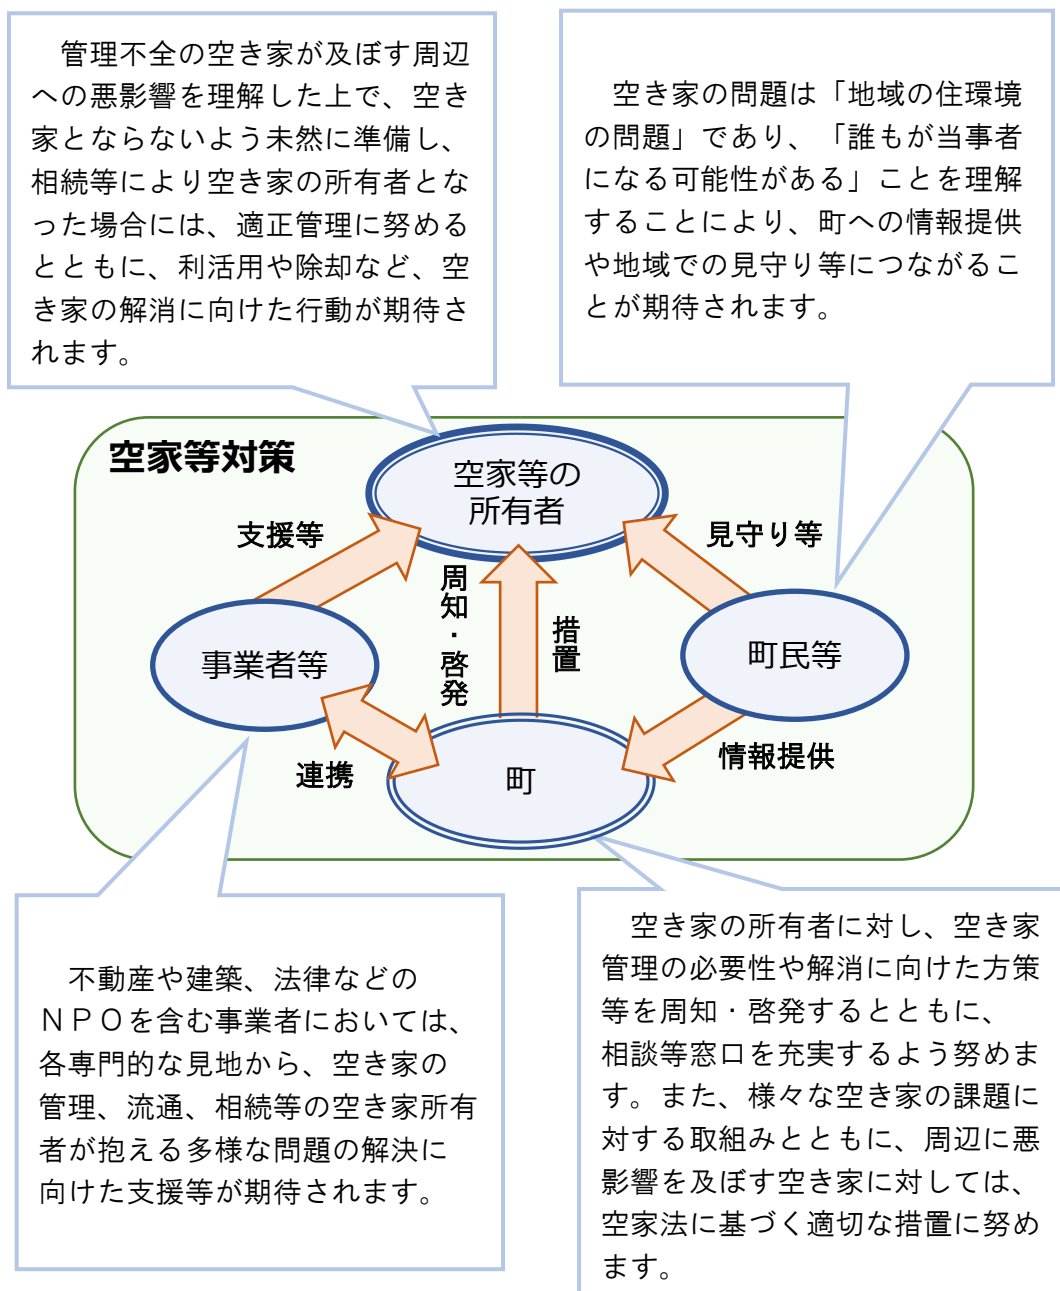 管理不全の空き家が及ぼす周辺
への悪影響を理解した上で、空き
家とならないよう未然に準備し、
相続等により空き家の所有者とな
った場合には、適正管理に努める
とともに、利活用や除却など、空
き家の解消に向けた行動が期待さ
れます。
空き家の問題は「地域の住環境
の問題」であり、「誰もが当事者
になる可能性がある」ことを理解
することにより、町への情報提供
や地域での見守り等につながるこ
とが期待されます。
空家等対策
空家等の
所有者
支援等
見守り等
周知・啓発
措置
事業者等
町民等
連携
町
情報提供
不動産や建築、法律などの
ＮＰＯを含む事業者においては、
各専門的な見地から、空き家の
管理、流通、相続等の空き家所有
者が抱える多様な問題の解決に
向けた支援等が期待されます。
空き家の所有者に対し、空き家
管理の必要性や解消に向けた方策
等を周知・啓発するとともに、
相談等窓口を充実するよう努めま
す。また、様々な空き家の課題に
対する取組みとともに、周辺に悪
影響を及ぼす空き家に対しては、
空家法に基づく適切な措置に努め
ます。